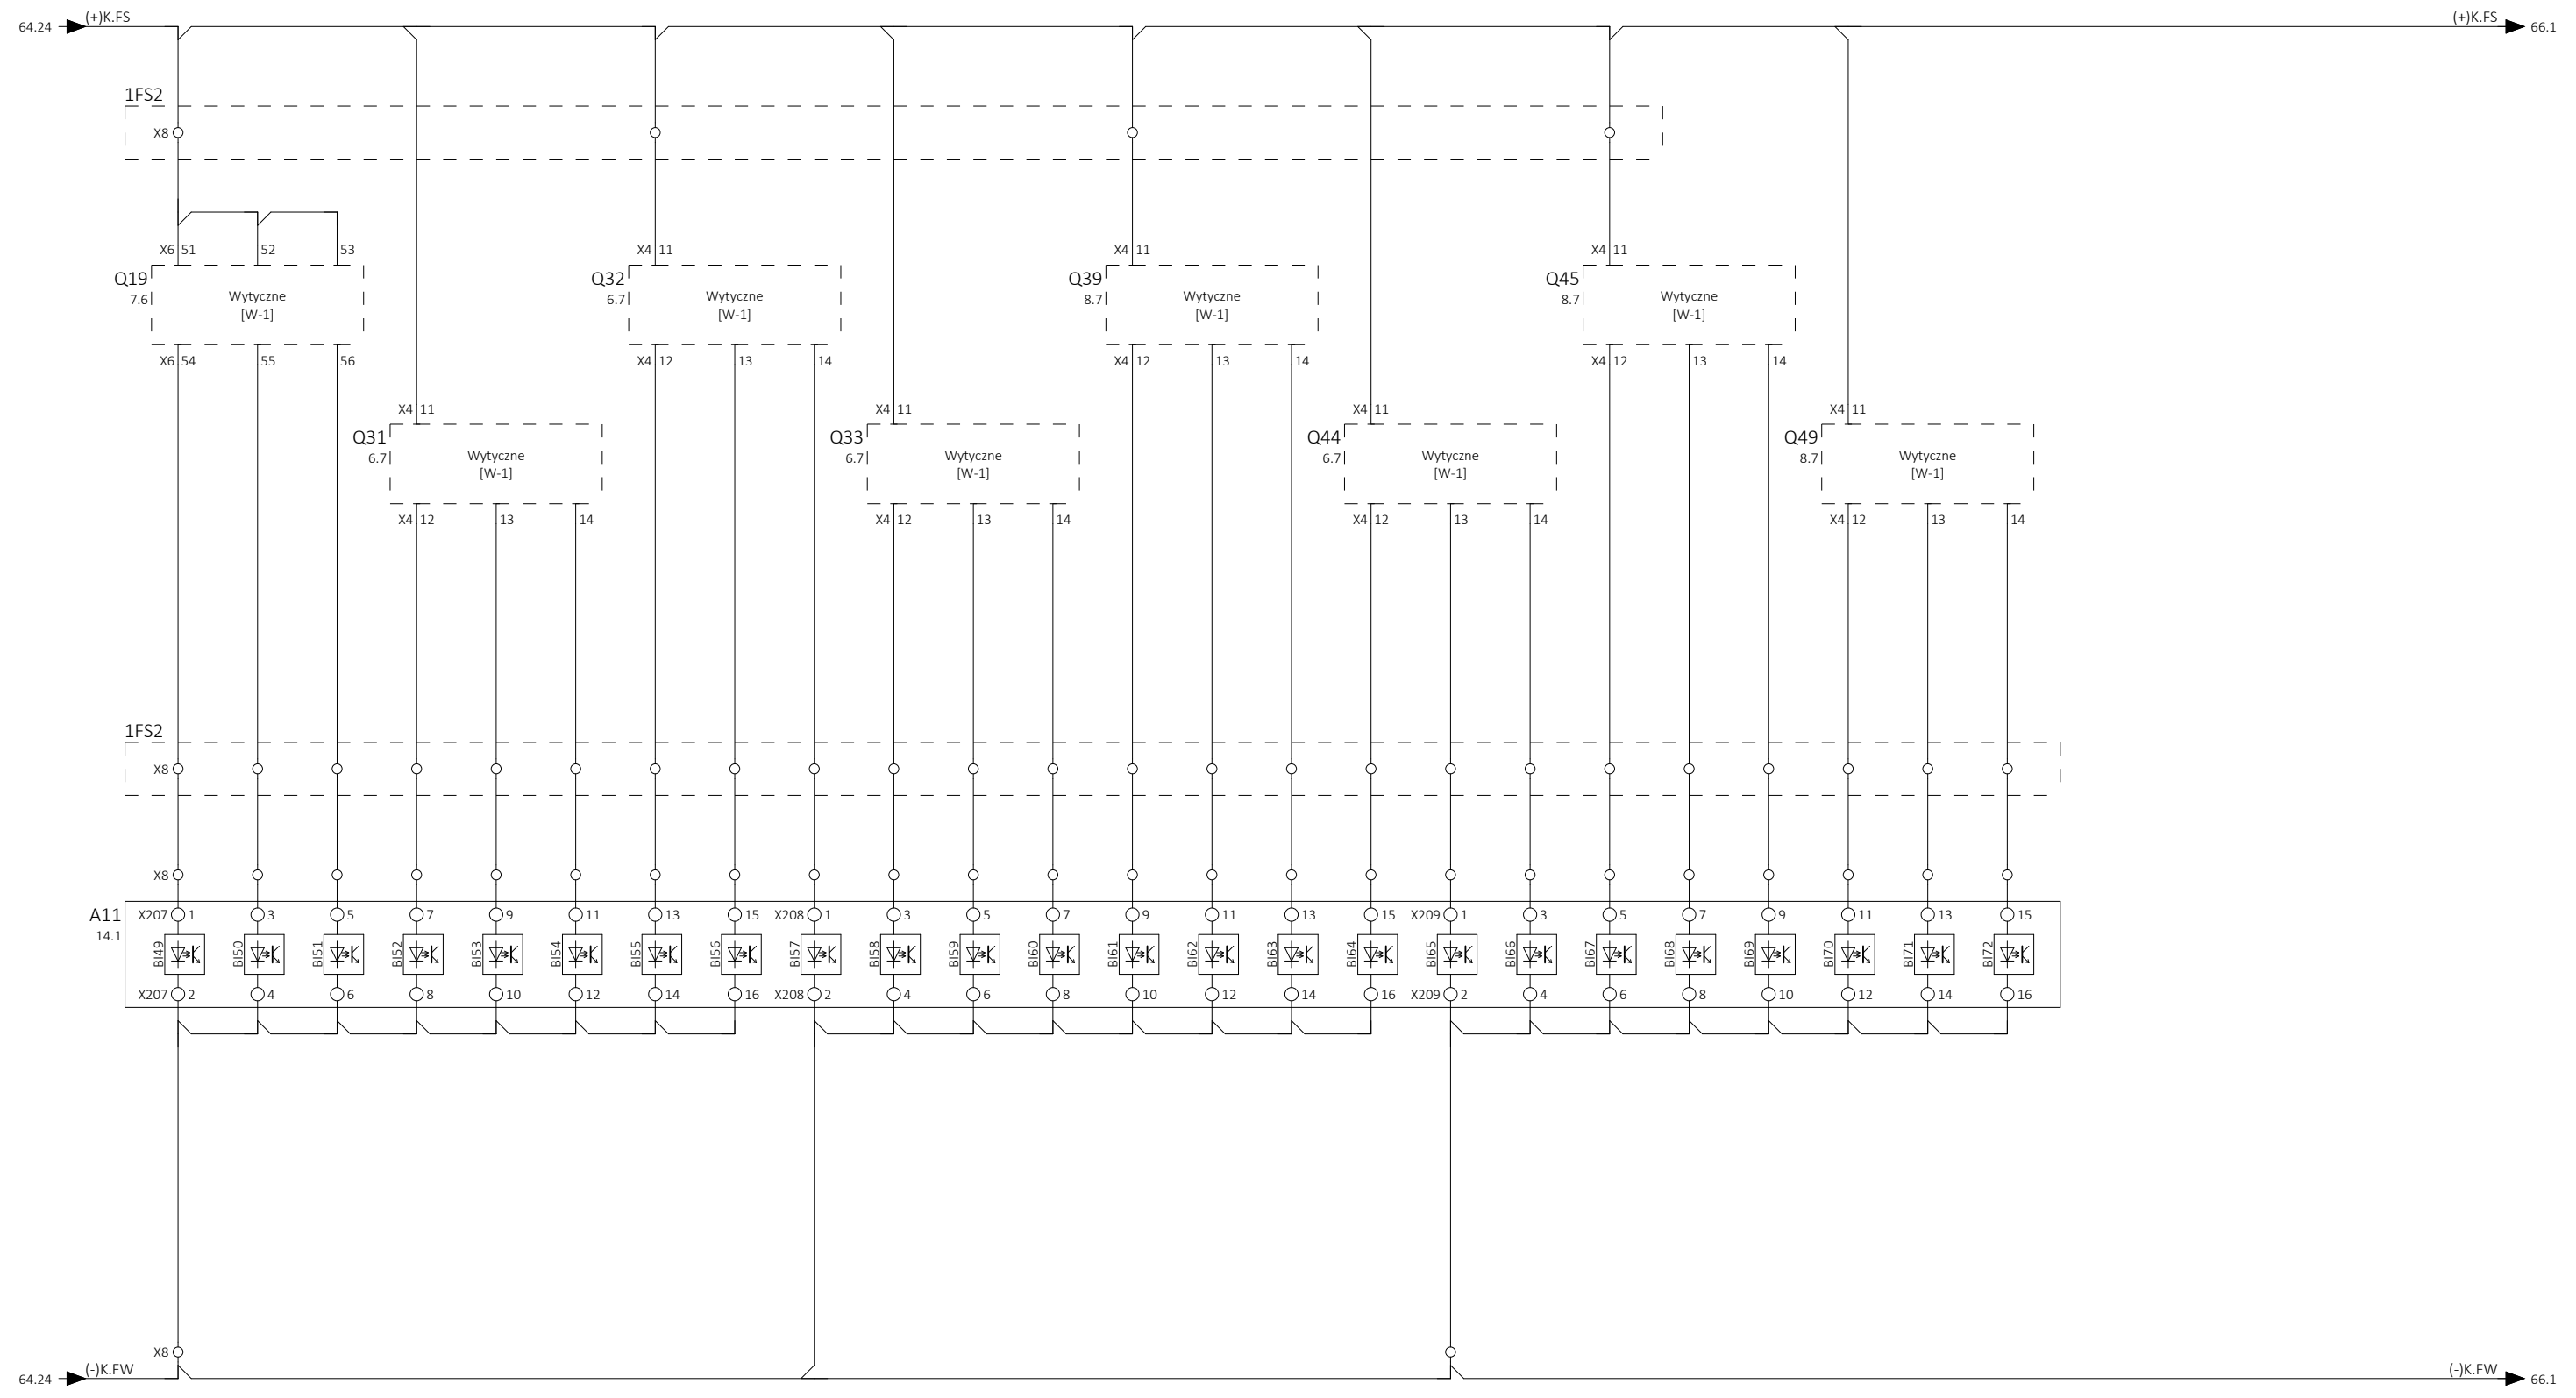 (+)K.FS (+)K.FS
64.24 66.1
1FS2
X8
X6 51 52 53 X4 11 X4 11 X4 11
Q19 Wytyczne Q32 Wytyczne Q39 Wytyczne Q45 Wytyczne
7.6 [W-1] 6.7 [W-1] 8.7 [W-1] 8.7 [W-1]
X6 54 55 56 X4 12 13 14 X4 12 13 14 X4 12 13 14
X4 11 X4 11 X4 11 X4 11
Q31 Wytyczne Q33 Wytyczne Q44 Wytyczne Q49 Wytyczne
6.7 [W-1] 6.7 [W-1] 6.7 [W-1] 8.7 [W-1]
X4 12 13 14 X4 12 13 14 X4 12 13 14 X4 12 13 14
1FS2
X8
X8
A11 X207 1 3 5 7 9 11 13 15 X208 1 3 5 7 9 11 13 15 X209 1 3 5 7 9 11 13 15
14.1
BI49 BI50 BI51 BI52 BI53 BI54 BI55 BI56 BI57 BI58 BI59 BI60 BI61 BI62 BI63 BI64 BI65 BI66 BI67 BI68 BI69 BI70 BI71 BI72
X207 2 4 6 8 10 12 14 16 X208 2 4 6 8 10 12 14 16 X209 2 4 6 8 10 12 14 16
X8
(-)K.FW (-)K.FW
64.24 66.1